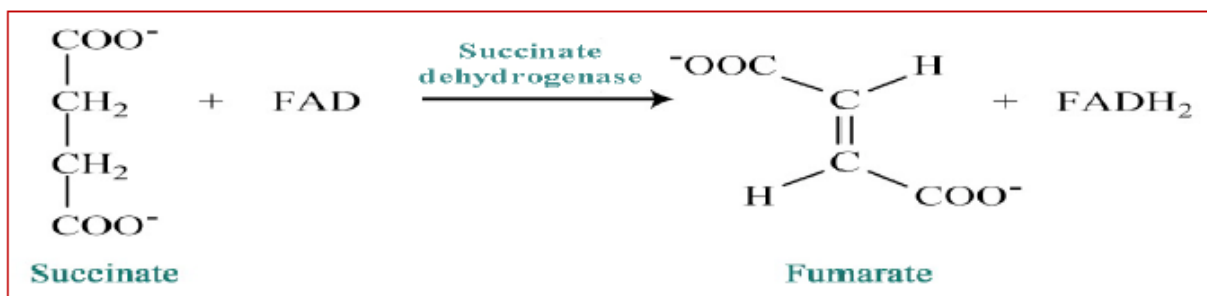 COO⁻
CH₂
CH₂
COO⁻
Succinate
+
FAD
Succinate
dehydrogenase
⁻OOC
H
C
C
H
COO⁻
Fumarate
+
FADH₂